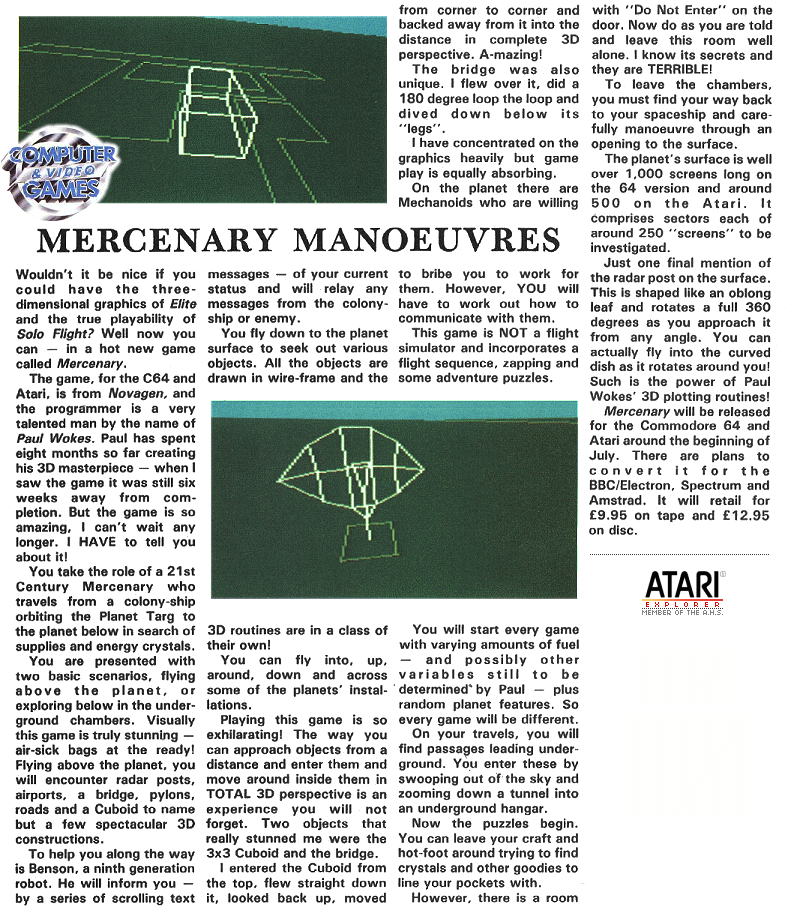 COMPUTER
& VIDEO
GAMES
MERCENARY MANOEUVRES
Wouldn't it be nice if you
could have the three-
dimensional graphics of Elite
and the true playability of
Solo Flight? Well now you
can — in a hot new game
called Mercenary.
The game, for the C64 and
Atari, is from Novagen, and
the programmer is a very
talented man by the name of
Paul Wokes. Paul has spent
eight months so far creating
his 3D masterpiece — when I
saw the game it was still six
weeks away from com-
pletion. But the game is so
amazing, I can't wait any
longer. I HAVE to tell you
about it!
You take the role of a 21st
Century Mercenary who
travels from a colony-ship
orbiting the Planet Targ to
the planet below in search of
supplies and energy crystals.
You are presented with
two basic scenarios, flying
above the planet, or
exploring below in the under-
ground chambers. Visually
this game is truly stunning —
air-sick bags at the ready!
Flying above the planet, you
will encounter radar posts,
airports, a bridge, pylons,
roads and a Cuboid to name
but a few spectacular 3D
constructions.
To help you along the way
is Benson, a ninth generation
robot. He will inform you —
by a series of scrolling text
messages — of your current
status and will relay any
messages from the colony-
ship or enemy.
You fly down to the planet
surface to seek out various
objects. All the objects are
drawn in wire-frame and the
3D routines are in a class of
their own!
You can fly into, up,
around, down and across
some of the planets' instal-
lations.
Playing this game is so
exhilarating! The way you
can approach objects from a
distance and enter them and
move around inside them in
TOTAL 3D perspective is an
experience you will not
forget. Two objects that
really stunned me were the
3x3 Cuboid and the bridge.
I entered the Cuboid from
the top, flew straight down
it, looked back up, moved
from corner to corner and
backed away from it into the
distance in complete 3D
perspective. A-mazing!
The bridge was also
unique. I flew over it, did a
180 degree loop the loop and
dived down below its
"legs".
I have concentrated on the
graphics heavily but game
play is equally absorbing.
On the planet there are
Mechanoids who are willing
to bribe you to work for
them. However, YOU will
have to work out how to
communicate with them.
This game is NOT a flight
simulator and incorporates a
flight sequence, zapping and
some adventure puzzles.
You will start every game
with varying amounts of fuel
— and possibly other
variables still to be
determined by Paul — plus
random planet features. So
every game will be different.
On your travels, you will
find passages leading under-
ground. You enter these by
swooping out of the sky and
zooming down a tunnel into
an underground hangar.
Now the puzzles begin.
You can leave your craft and
hot-foot around trying to find
crystals and other goodies to
line your pockets with.
However, there is a room
with "Do Not Enter" on the
door. Now do as you are told
and leave this room well
alone. I know its secrets and
they are TERRIBLE!
To leave the chambers,
you must find your way back
to your spaceship and care-
fully manoeuvre through an
opening to the surface.
The planet's surface is well
over 1,000 screens long on
the 64 version and around
500 on the Atari. It
comprises sectors each of
around 250 "screens" to be
investigated.
Just one final mention of
the radar post on the surface.
This is shaped like an oblong
leaf and rotates a full 360
degrees as you approach it
from any angle. You can
actually fly into the curved
dish as it rotates around you!
Such is the power of Paul
Wokes' 3D plotting routines!
Mercenary will be released
for the Commodore 64 and
Atari around the beginning of
July. There are plans to
convert it for the
BBC/Electron, Spectrum and
Amstrad. It will retail for
£9.95 on tape and £12.95
on disc.
ATARI®
EXPLORER
MEMBER OF THE A.H.S.